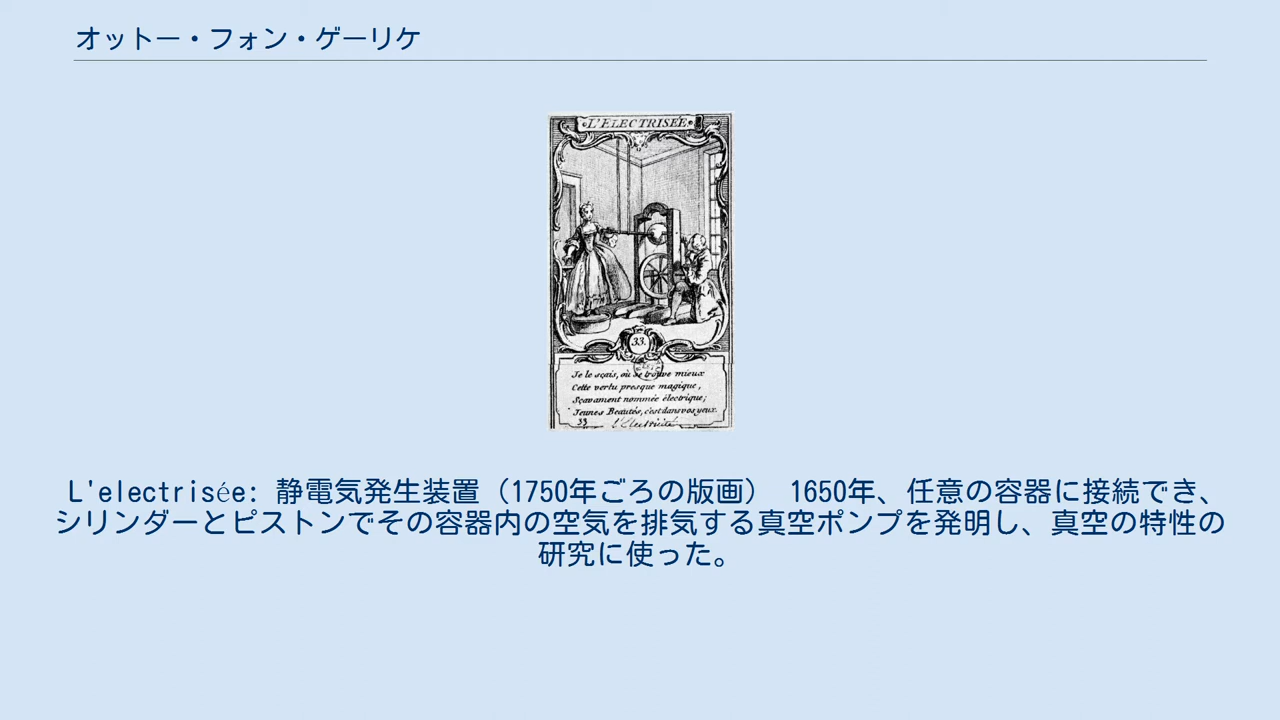 オットー・フォン・ゲーリケ
L'ELECTRISÉE
33.
Je le sçais, où se trouve mieux
Cette vertu presque magique,
Sçavament nommée électrique;
Jeunes Beautés, c'est dans vos yeux.
33
l'Electricité
L'electrisée: 静電気発生装置（1750年ごろの版画） 1650年、任意の容器に接続でき、
シリンダーとピストンでその容器内の空気を排気する真空ポンプを発明し、真空の特性の
研究に使った。